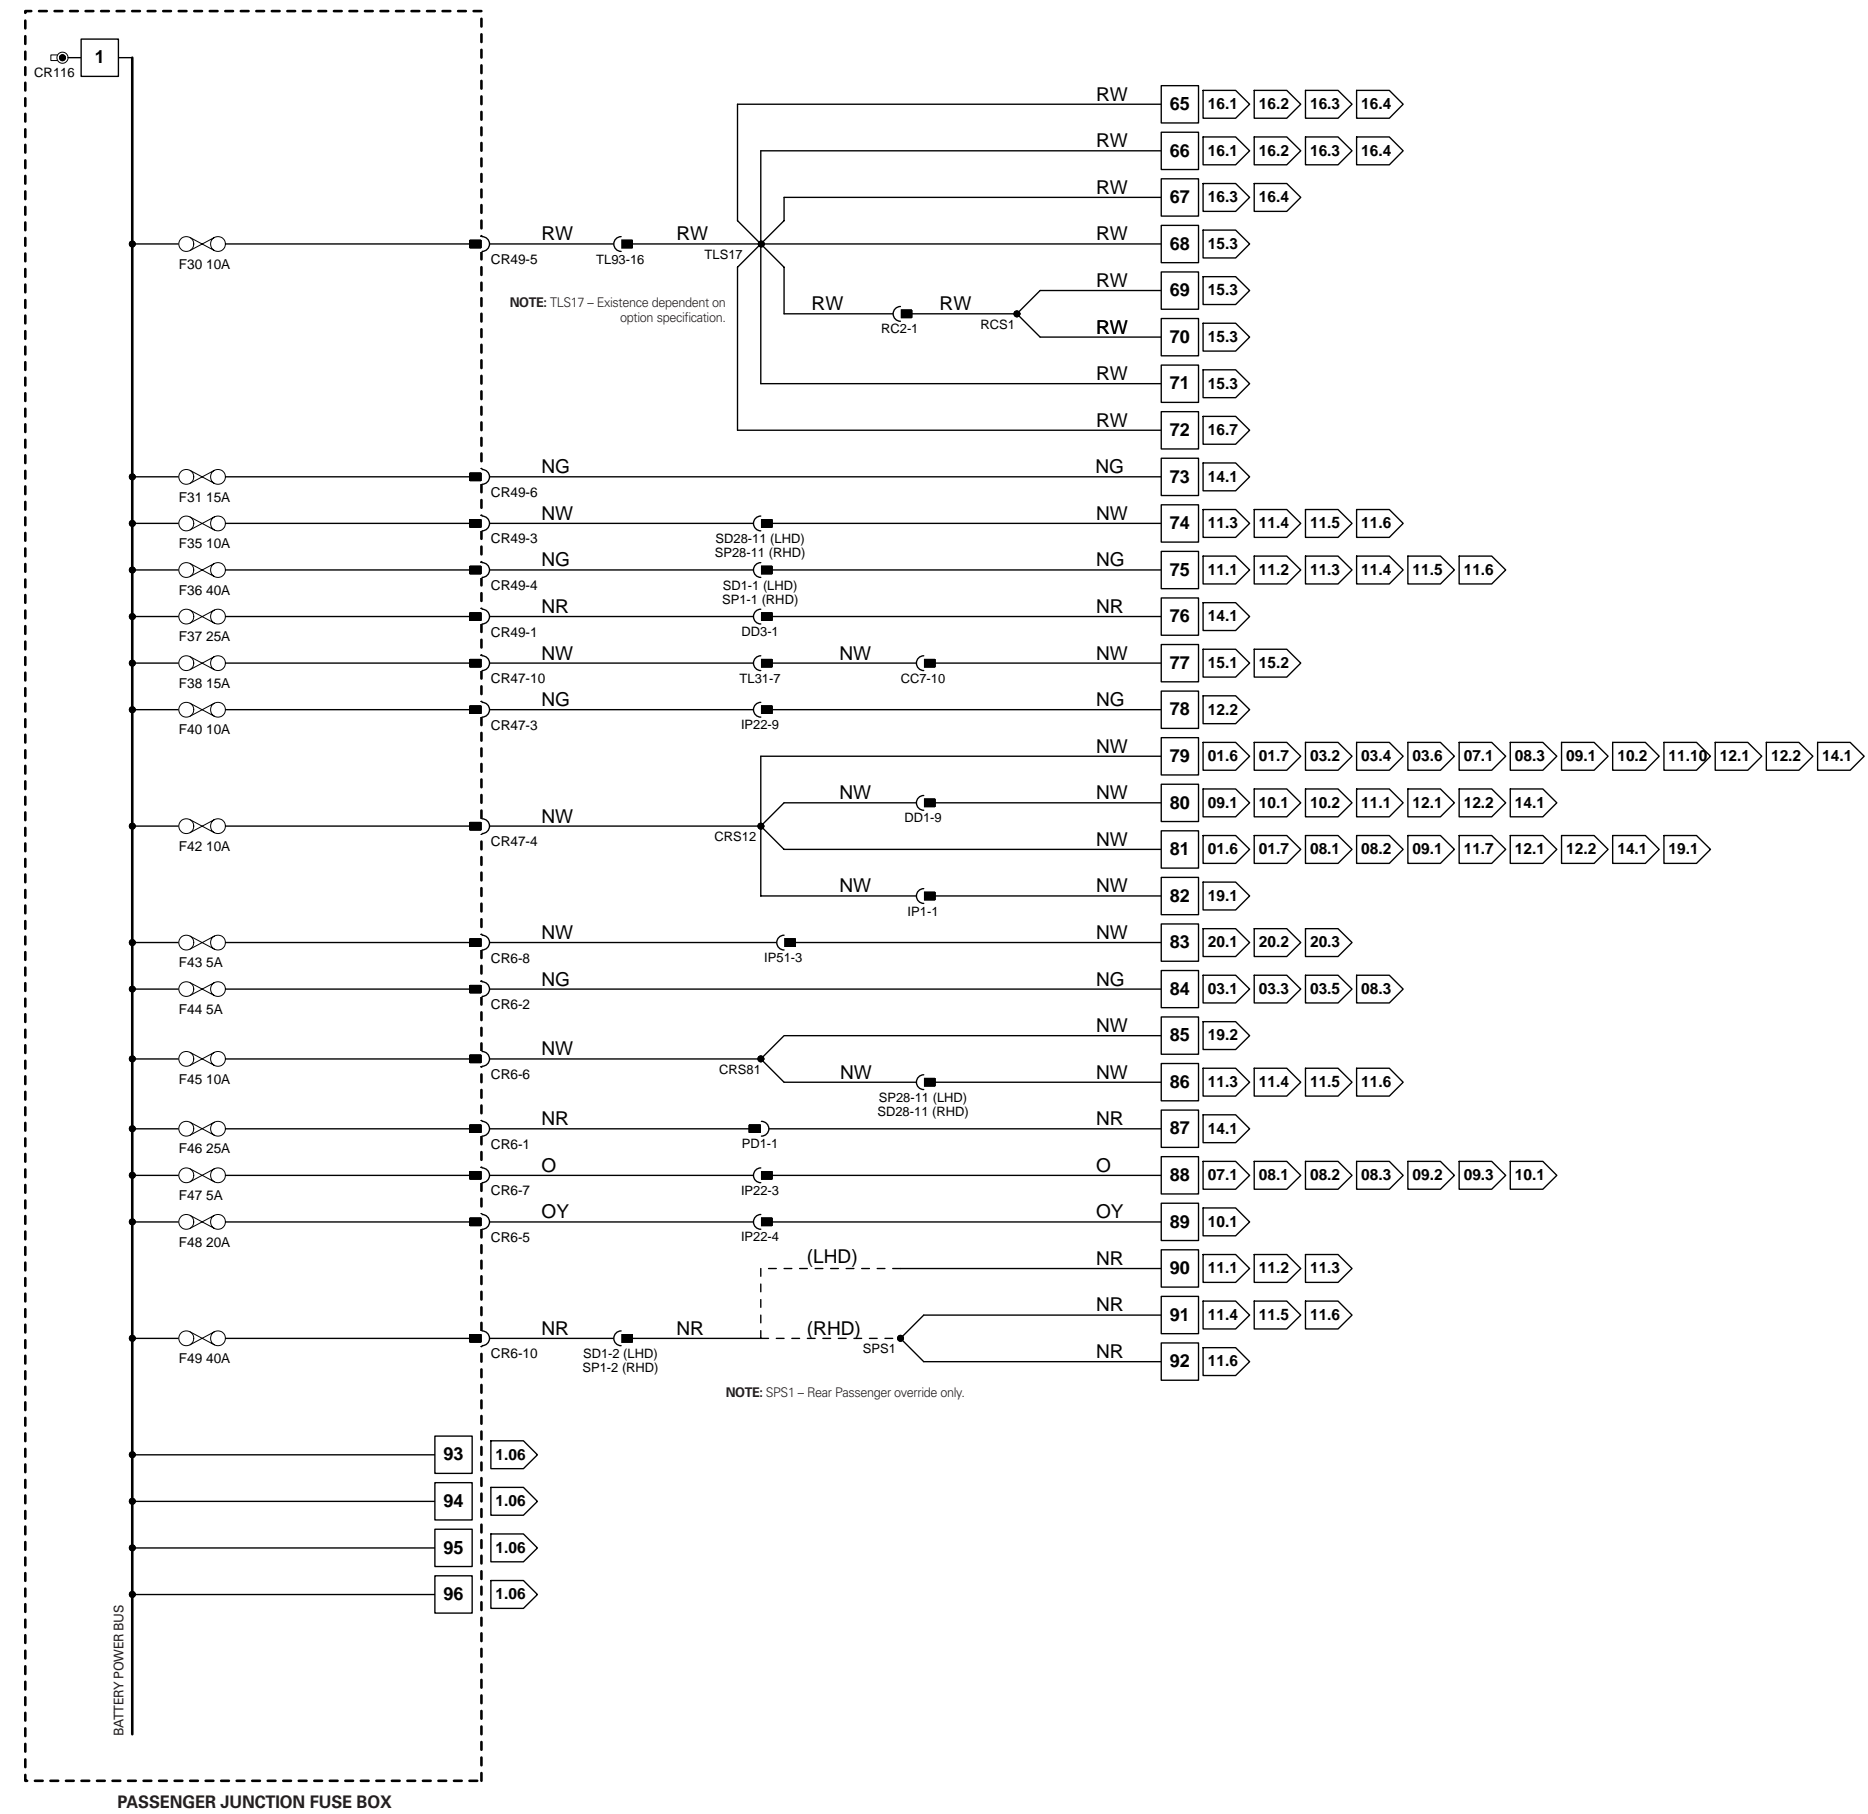 1
CR116
RW 65 16.1 16.2 16.3 16.4
RW 66 16.1 16.2 16.3 16.4
RW 67 16.3 16.4
F30 10A CR49-5 RW TL93-16 RW TLS17 RW 68 15.3
NOTE: TLS17 – Existence dependent on
option specification.
RW RC2-1 RW RCS1
RW 69 15.3
RW 70 15.3
RW 71 15.3
RW 72 16.7
F31 15A CR49-6 NG NG 73 14.1
F35 10A CR49-3 NW SD28-11 (LHD)
SP28-11 (RHD)
NW 74 11.3 11.4 11.5 11.6
F36 40A CR49-4 NG SD1-1 (LHD)
SP1-1 (RHD)
NG 75 11.1 11.2 11.3 11.4 11.5 11.6
F37 25A CR49-1 NR DD3-1 NR 76 14.1
F38 15A CR47-10 NW TL31-7 NW CC7-10 NW 77 15.1 15.2
F40 10A CR47-3 NG IP22-9 NG 78 12.2
NW 79 01.6 01.7 03.2 03.4 03.6 07.1 08.3 09.1 10.2 11.10 12.1 12.2 14.1
NW DD1-9 NW 80 09.1 10.1 10.2 11.1 12.1 12.2 14.1
F42 10A CR47-4 NW CRS12
NW 81 01.6 01.7 08.1 08.2 09.1 11.7 12.1 12.2 14.1 19.1
NW IP1-1 NW 82 19.1
F43 5A CR6-8 NW IP51-3 NW 83 20.1 20.2 20.3
F44 5A CR6-2 NG NG 84 03.1 03.3 03.5 08.3
NW 85 19.2
F45 10A CR6-6 NW CRS81
NW SP28-11 (LHD)
SD28-11 (RHD)
NW 86 11.3 11.4 11.5 11.6
F46 25A CR6-1 NR PD1-1 NR 87 14.1
F47 5A CR6-7 O IP22-3 O 88 07.1 08.1 08.2 08.3 09.2 09.3 10.1
F48 20A CR6-5 OY IP22-4 OY 89 10.1
(LHD) NR 90 11.1 11.2 11.3
NR 91 11.4 11.5 11.6
F49 40A CR6-10 NR SD1-2 (LHD)
SP1-2 (RHD)
NR (RHD) SPS1
NR 92 11.6
NOTE: SPS1 – Rear Passenger override only.
93 1.06
94 1.06
95 1.06
96 1.06
BATTERY POWER BUS
PASSENGER JUNCTION FUSE BOX